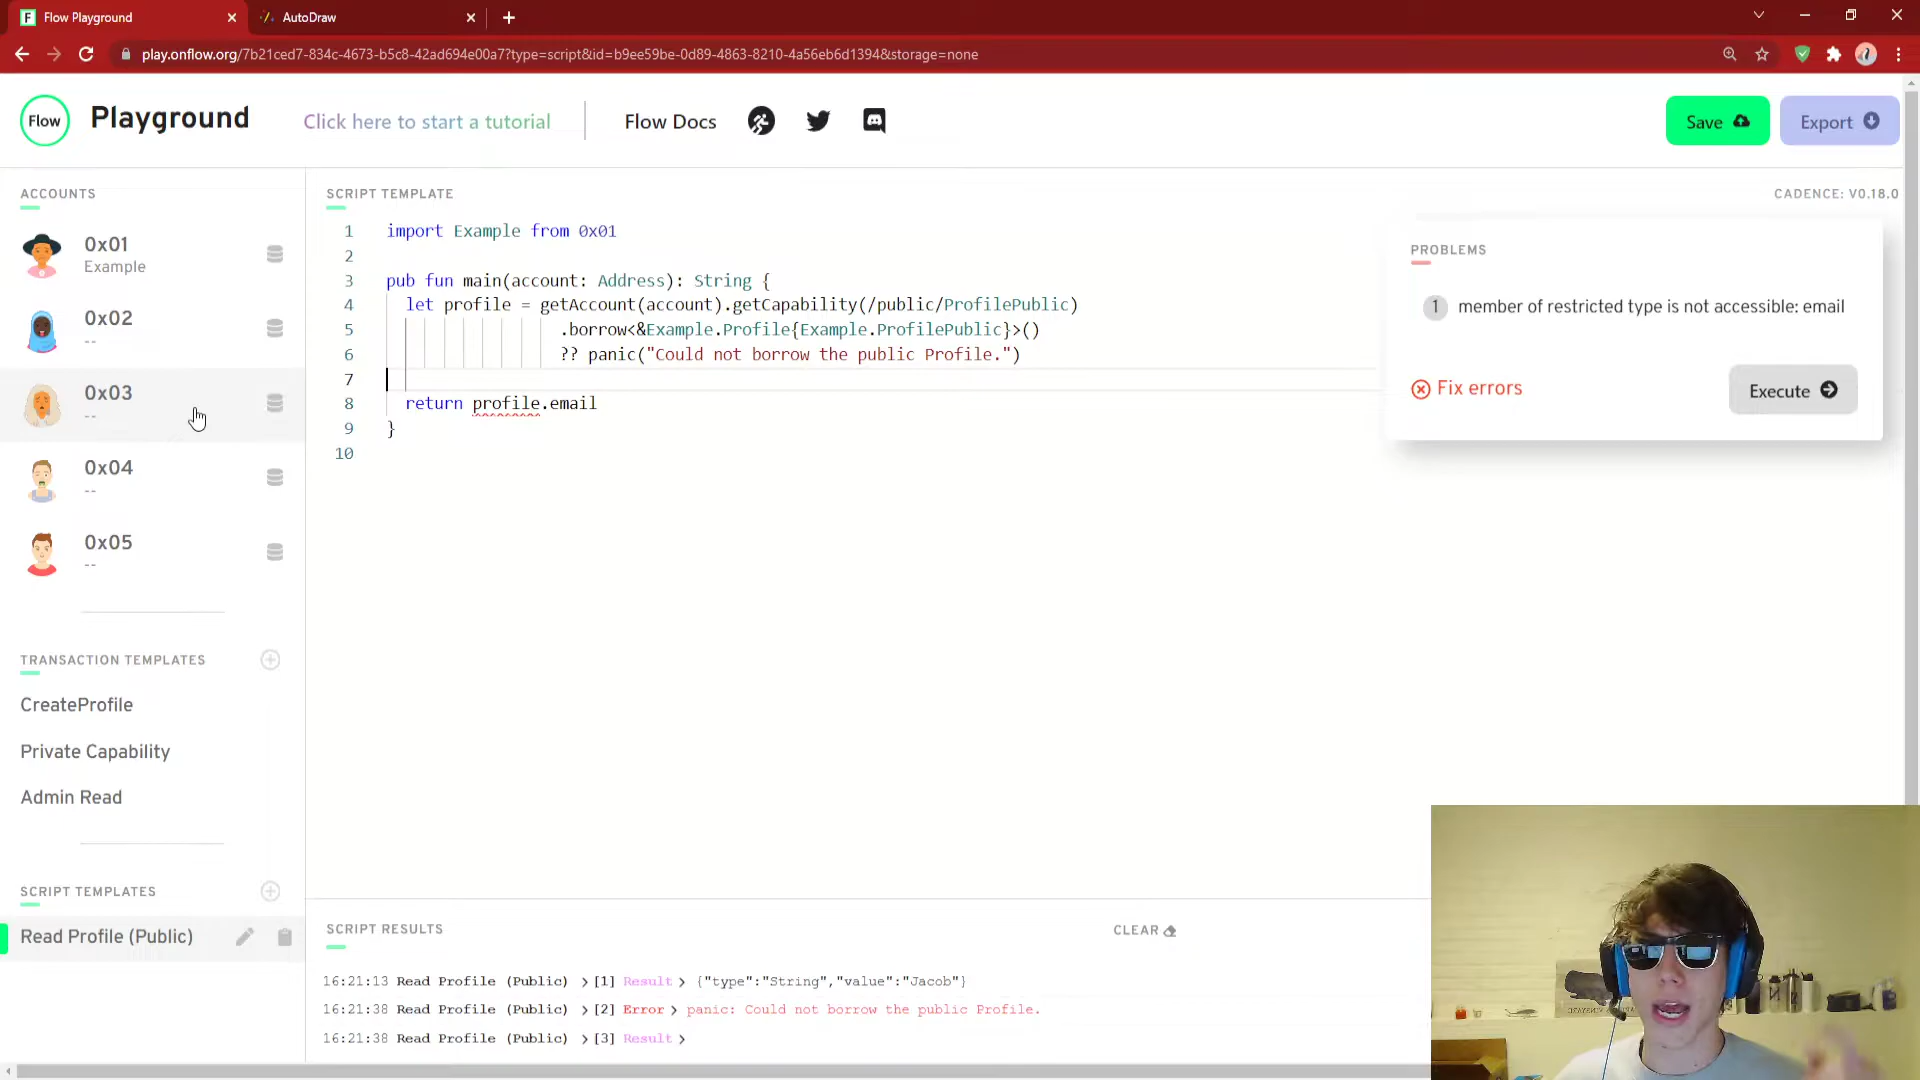 Flow Playground
AutoDraw
play.onflow.org/7b21ced7-834c-4673-b5c8-42ad694e00a7?type=script&id=b9ee59be-0d89-4863-8210-4a56eb6d1394&storage=none
Flow
Playground
Click here to start a tutorial
Flow Docs
Save
Export
ACCOUNTS
0x01
Example
0x02
--
0x03
--
0x04
--
0x05
--
TRANSACTION TEMPLATES
CreateProfile
Private Capability
Admin Read
SCRIPT TEMPLATES
Read Profile (Public)
SCRIPT TEMPLATE
CADENCE: V0.18.0
1 import Example from 0x01
2
3 pub fun main(account: Address): String {
4 let profile = getAccount(account).getCapability(/public/ProfilePublic)
5 .borrow<&Example.Profile{Example.ProfilePublic}>()
6 ?? panic("Could not borrow the public Profile.")
7
8 return profile.email
9 }
10
PROBLEMS
1 member of restricted type is not accessible: email
Fix errors
Execute
SCRIPT RESULTS
CLEAR
16:21:13 Read Profile (Public) > [1] Result > {"type":"String","value":"Jacob"}
16:21:38 Read Profile (Public) > [2] Error > panic: Could not borrow the public Profile.
16:21:38 Read Profile (Public) > [3] Result >